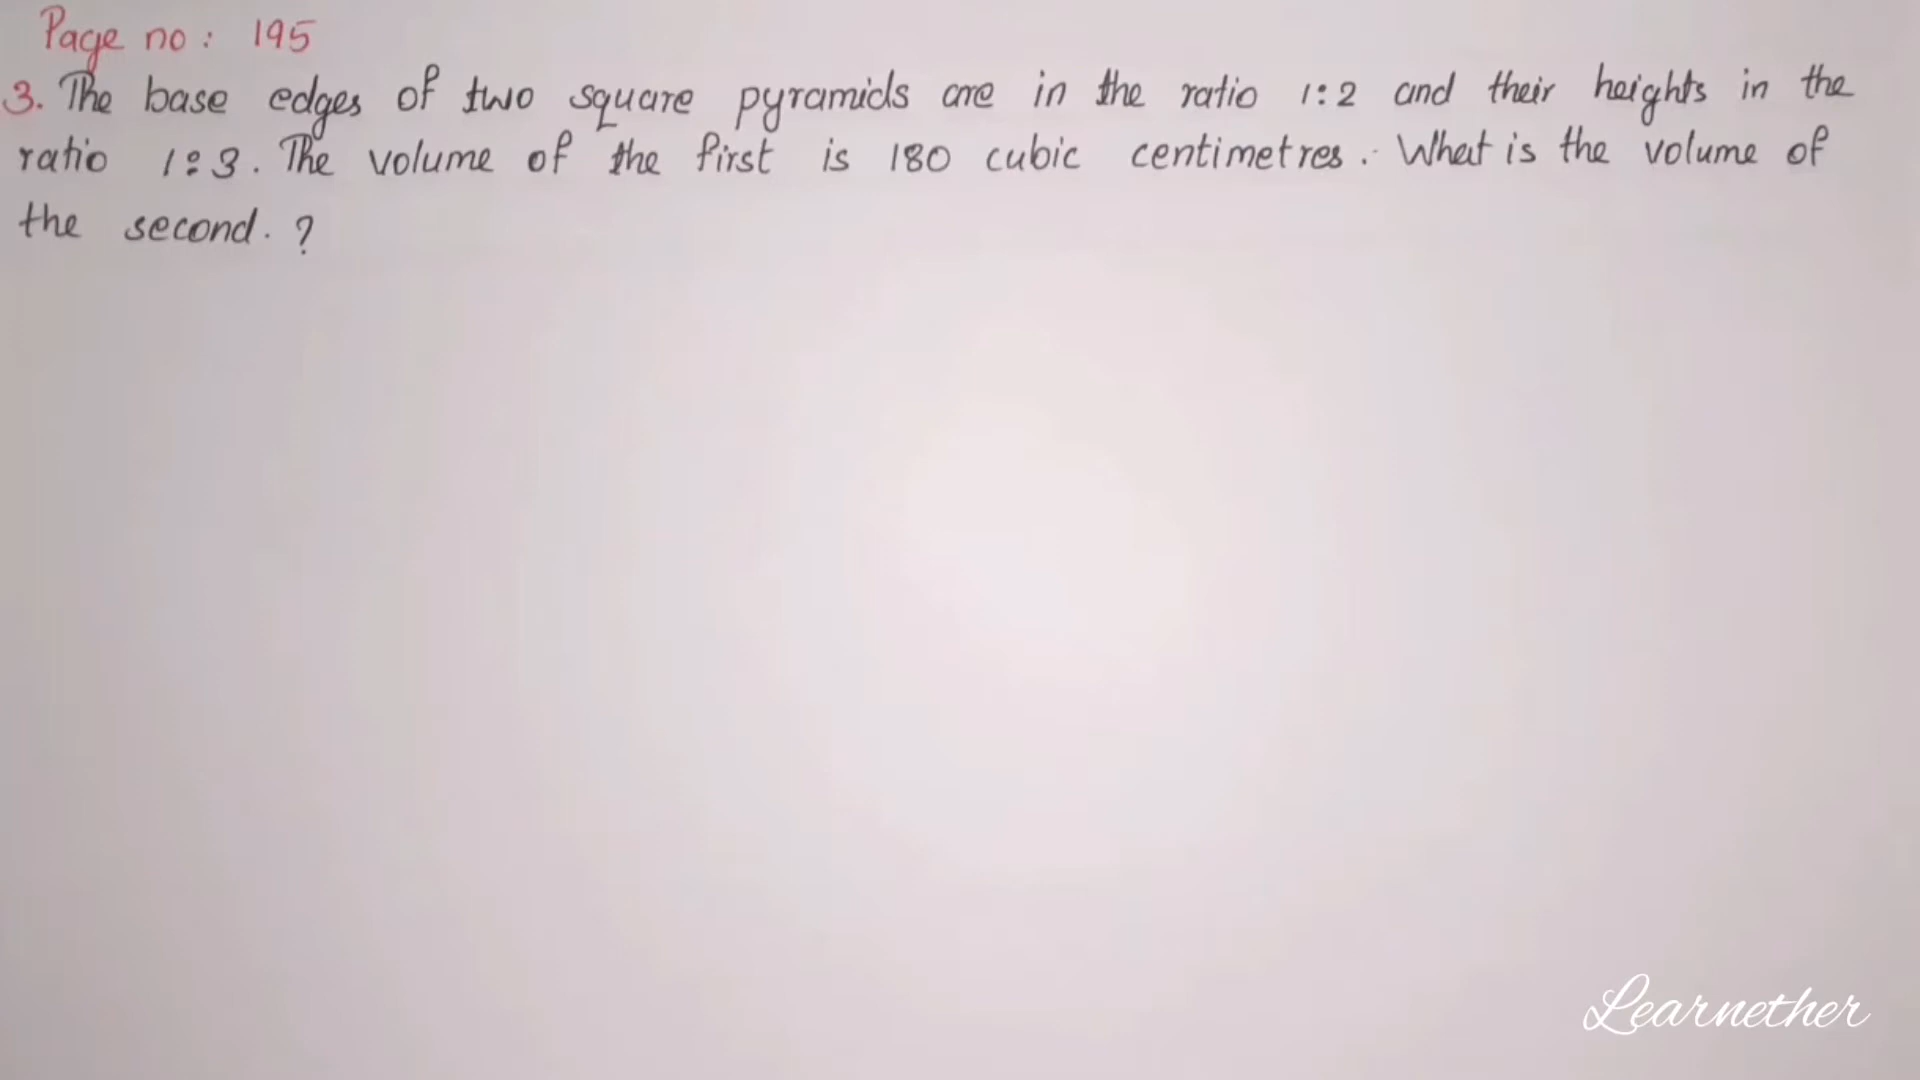 Page no: 195
3. The base edges of two square pyramids are in the ratio 1:2 and their heights in the
ratio 1:3. The volume of the first is 180 cubic centimetres. What is the volume of
the second. ?
Learnether